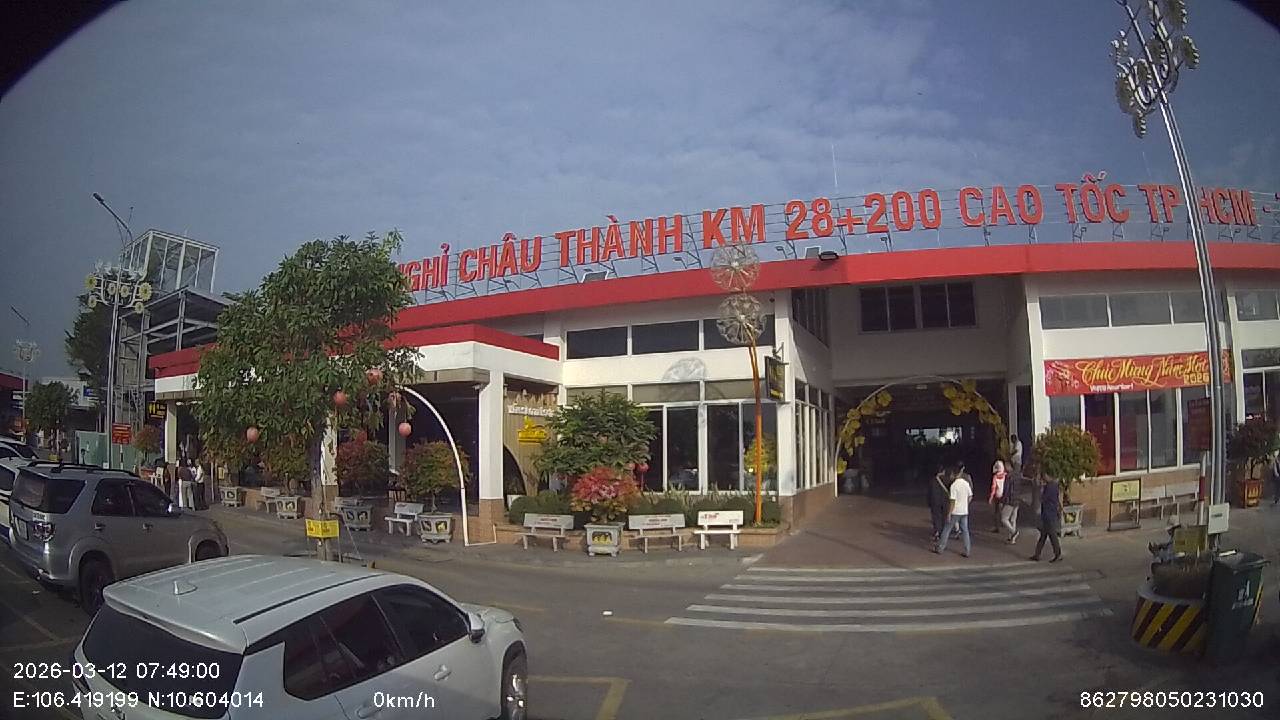 NGHỈ CHÂU THÀNH KM 28+200 CAO TỐC TP HCM -
Chúc Mừng Năm Mới
2026
2026-03-12 07:49:00
E:106.419199 N:10.604014 0km/h 862798050231030